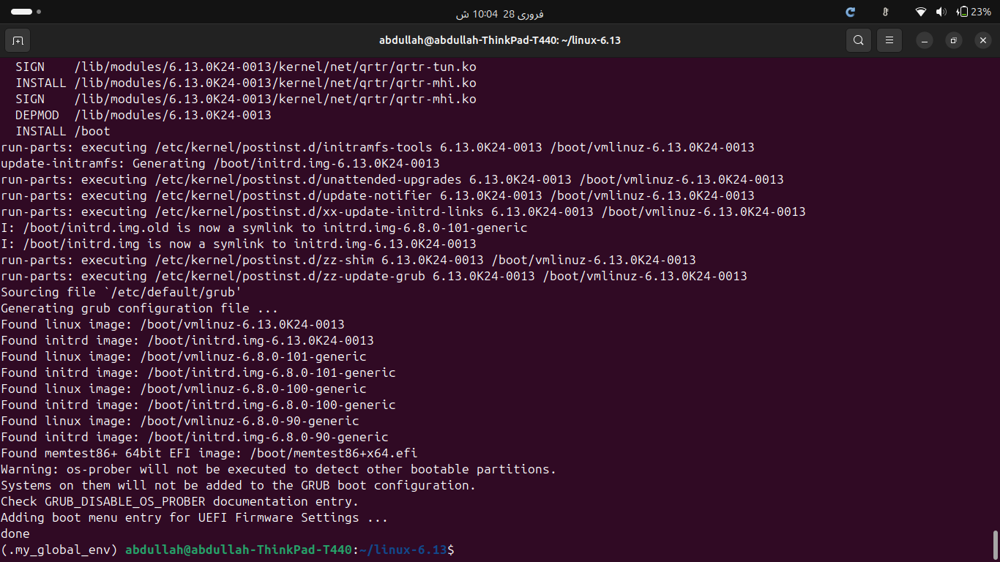 فروری 28 10:04 ش
23%
abdullah@abdullah-ThinkPad-T440: ~/linux-6.13
SIGN /lib/modules/6.13.0K24-0013/kernel/net/qrtr/qrtr-tun.ko
INSTALL /lib/modules/6.13.0K24-0013/kernel/net/qrtr/qrtr-mhi.ko
SIGN /lib/modules/6.13.0K24-0013/kernel/net/qrtr/qrtr-mhi.ko
DEPMOD /lib/modules/6.13.0K24-0013
INSTALL /boot
run-parts: executing /etc/kernel/postinst.d/initramfs-tools 6.13.0K24-0013 /boot/vmlinuz-6.13.0K24-0013
update-initramfs: Generating /boot/initrd.img-6.13.0K24-0013
run-parts: executing /etc/kernel/postinst.d/unattended-upgrades 6.13.0K24-0013 /boot/vmlinuz-6.13.0K24-0013
run-parts: executing /etc/kernel/postinst.d/update-notifier 6.13.0K24-0013 /boot/vmlinuz-6.13.0K24-0013
run-parts: executing /etc/kernel/postinst.d/xx-update-initrd-links 6.13.0K24-0013 /boot/vmlinuz-6.13.0K24-0013
I: /boot/initrd.img.old is now a symlink to initrd.img-6.8.0-101-generic
I: /boot/initrd.img is now a symlink to initrd.img-6.13.0K24-0013
run-parts: executing /etc/kernel/postinst.d/zz-shim 6.13.0K24-0013 /boot/vmlinuz-6.13.0K24-0013
run-parts: executing /etc/kernel/postinst.d/zz-update-grub 6.13.0K24-0013 /boot/vmlinuz-6.13.0K24-0013
Sourcing file `/etc/default/grub'
Generating grub configuration file ...
Found linux image: /boot/vmlinuz-6.13.0K24-0013
Found initrd image: /boot/initrd.img-6.13.0K24-0013
Found linux image: /boot/vmlinuz-6.8.0-101-generic
Found initrd image: /boot/initrd.img-6.8.0-101-generic
Found linux image: /boot/vmlinuz-6.8.0-100-generic
Found initrd image: /boot/initrd.img-6.8.0-100-generic
Found linux image: /boot/vmlinuz-6.8.0-90-generic
Found initrd image: /boot/initrd.img-6.8.0-90-generic
Found memtest86+ 64bit EFI image: /boot/memtest86+x64.efi
Warning: os-prober will not be executed to detect other bootable partitions.
Systems on them will not be added to the GRUB boot configuration.
Check GRUB_DISABLE_OS_PROBER documentation entry.
Adding boot menu entry for UEFI Firmware Settings ...
done
(.my_global_env) abdullah@abdullah-ThinkPad-T440:~/linux-6.13$